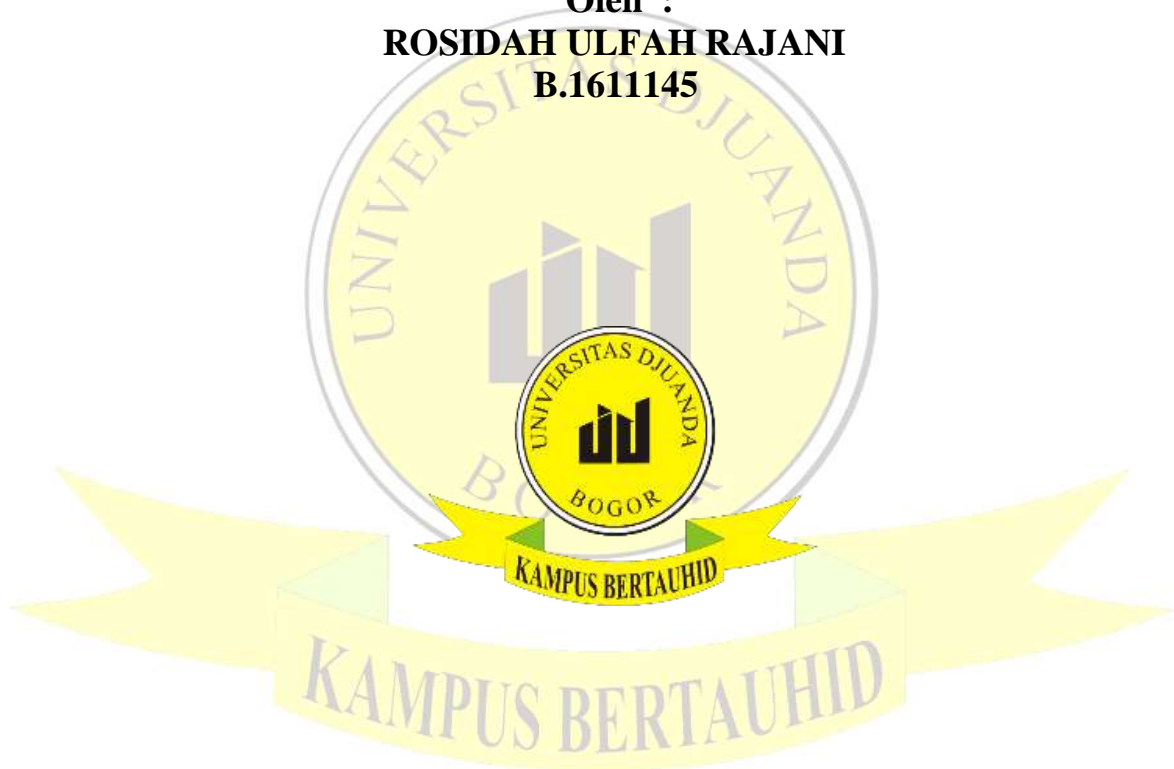 Oleh :
ROSIDAH ULFAH RAJANI
B.1611145
UNIVERSITAS DJUANDA
BOGOR
KAMPUS BERTAUHID
UNIVERSITAS DJUANDA
BOGOR
KAMPUS BERTAUHID